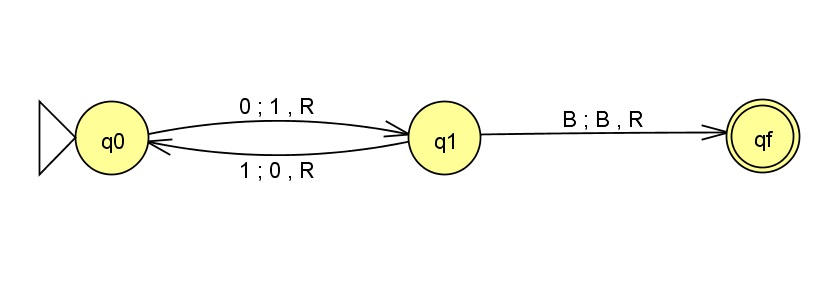 0 ; 1 , R
B ; B , R
q0
q1
qf
1 ; 0 , R